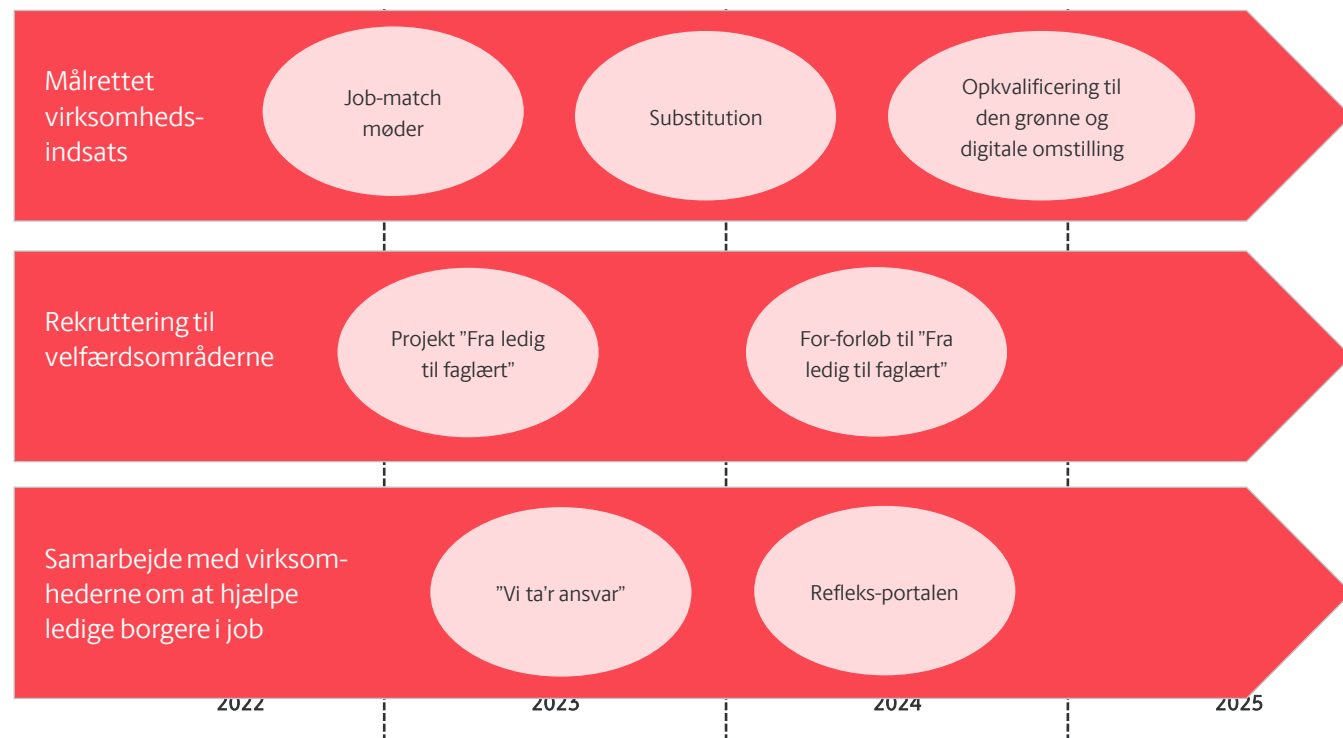 Målrettet
virksomheds-
indsats
Job-match
møder
Substitution
Opkvalificering til
den grønne og
digitale omstilling
Rekruttering til
velfærdsområderne
Projekt ”Fra ledig
til faglært”
For-forløb til ”Fra
ledig til faglært”
Samarbejde med virksom-
hederne om at hjælpe
ledige borgere i job
”Vi ta’r ansvar”
Refleks-portalen
2022
2023
2024
2025